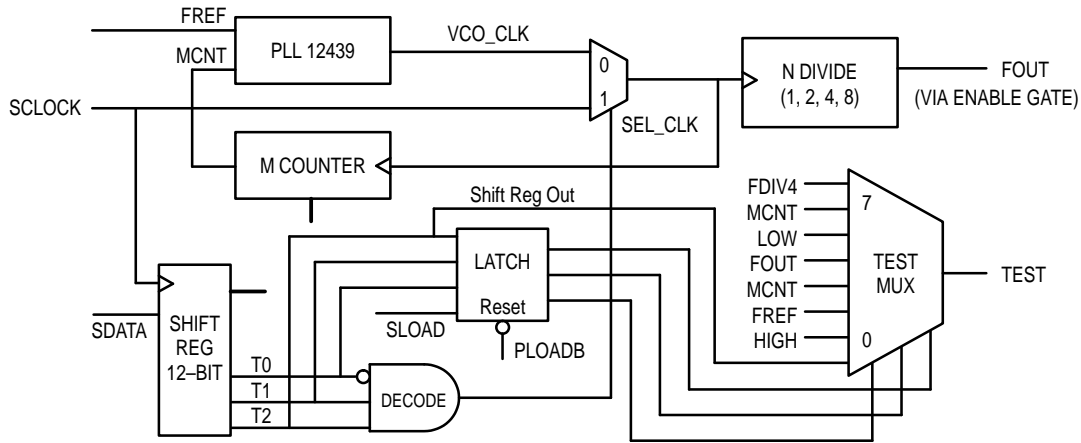 FREF
MCNT
PLL 12439
VCO_CLK
0
1
SCLOCK
SEL_CLK
N DIVIDE
(1, 2, 4, 8)
FOUT
(VIA ENABLE GATE)
M COUNTER
Shift Reg Out
LATCH
Reset
SLOAD
PLOADB
SDATA
SHIFT
REG
12–BIT
T0
T1
T2
DECODE
FDIV4
MCNT
LOW
FOUT
MCNT
FREF
HIGH
7
TEST
MUX
0
TEST